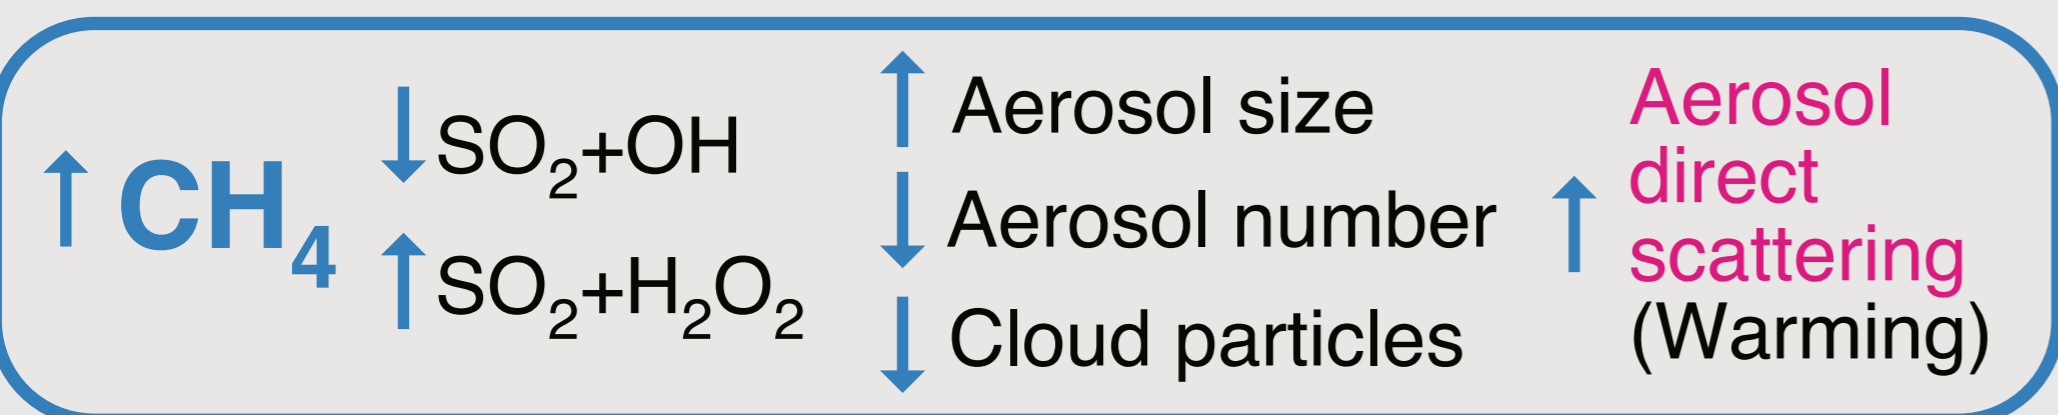 ↑ CH₄
↓ SO₂+OH
↑ SO₂+H₂O₂
↑ Aerosol size
↓ Aerosol number
↓ Cloud particles
↑ Aerosol
direct
scattering
(Warming)